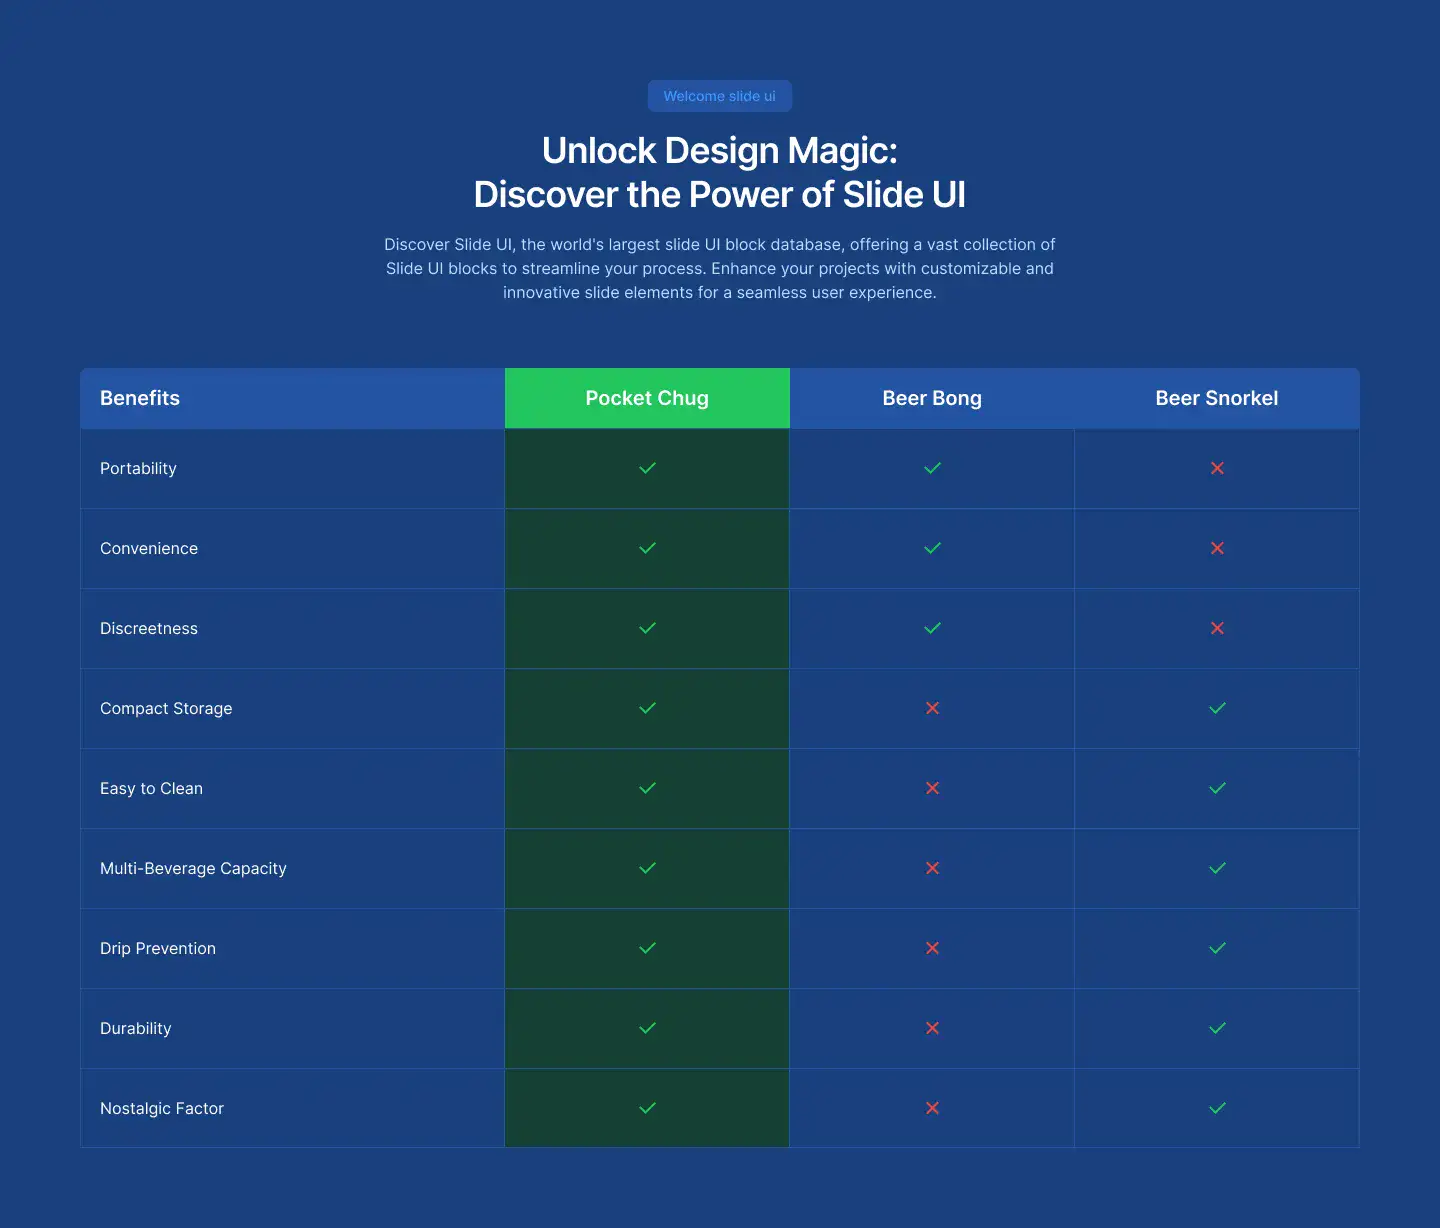 Welcome slide ui
Unlock Design Magic:
Discover the Power of Slide UI
Discover Slide UI, the world's largest slide UI block database, offering a vast collection of
Slide UI blocks to streamline your process. Enhance your projects with customizable and
innovative slide elements for a seamless user experience.
Benefits Pocket Chug Beer Bong Beer Snorkel
Portability
Convenience
Discreetness
Compact Storage
Easy to Clean
Multi-Beverage Capacity
Drip Prevention
Durability
Nostalgic Factor